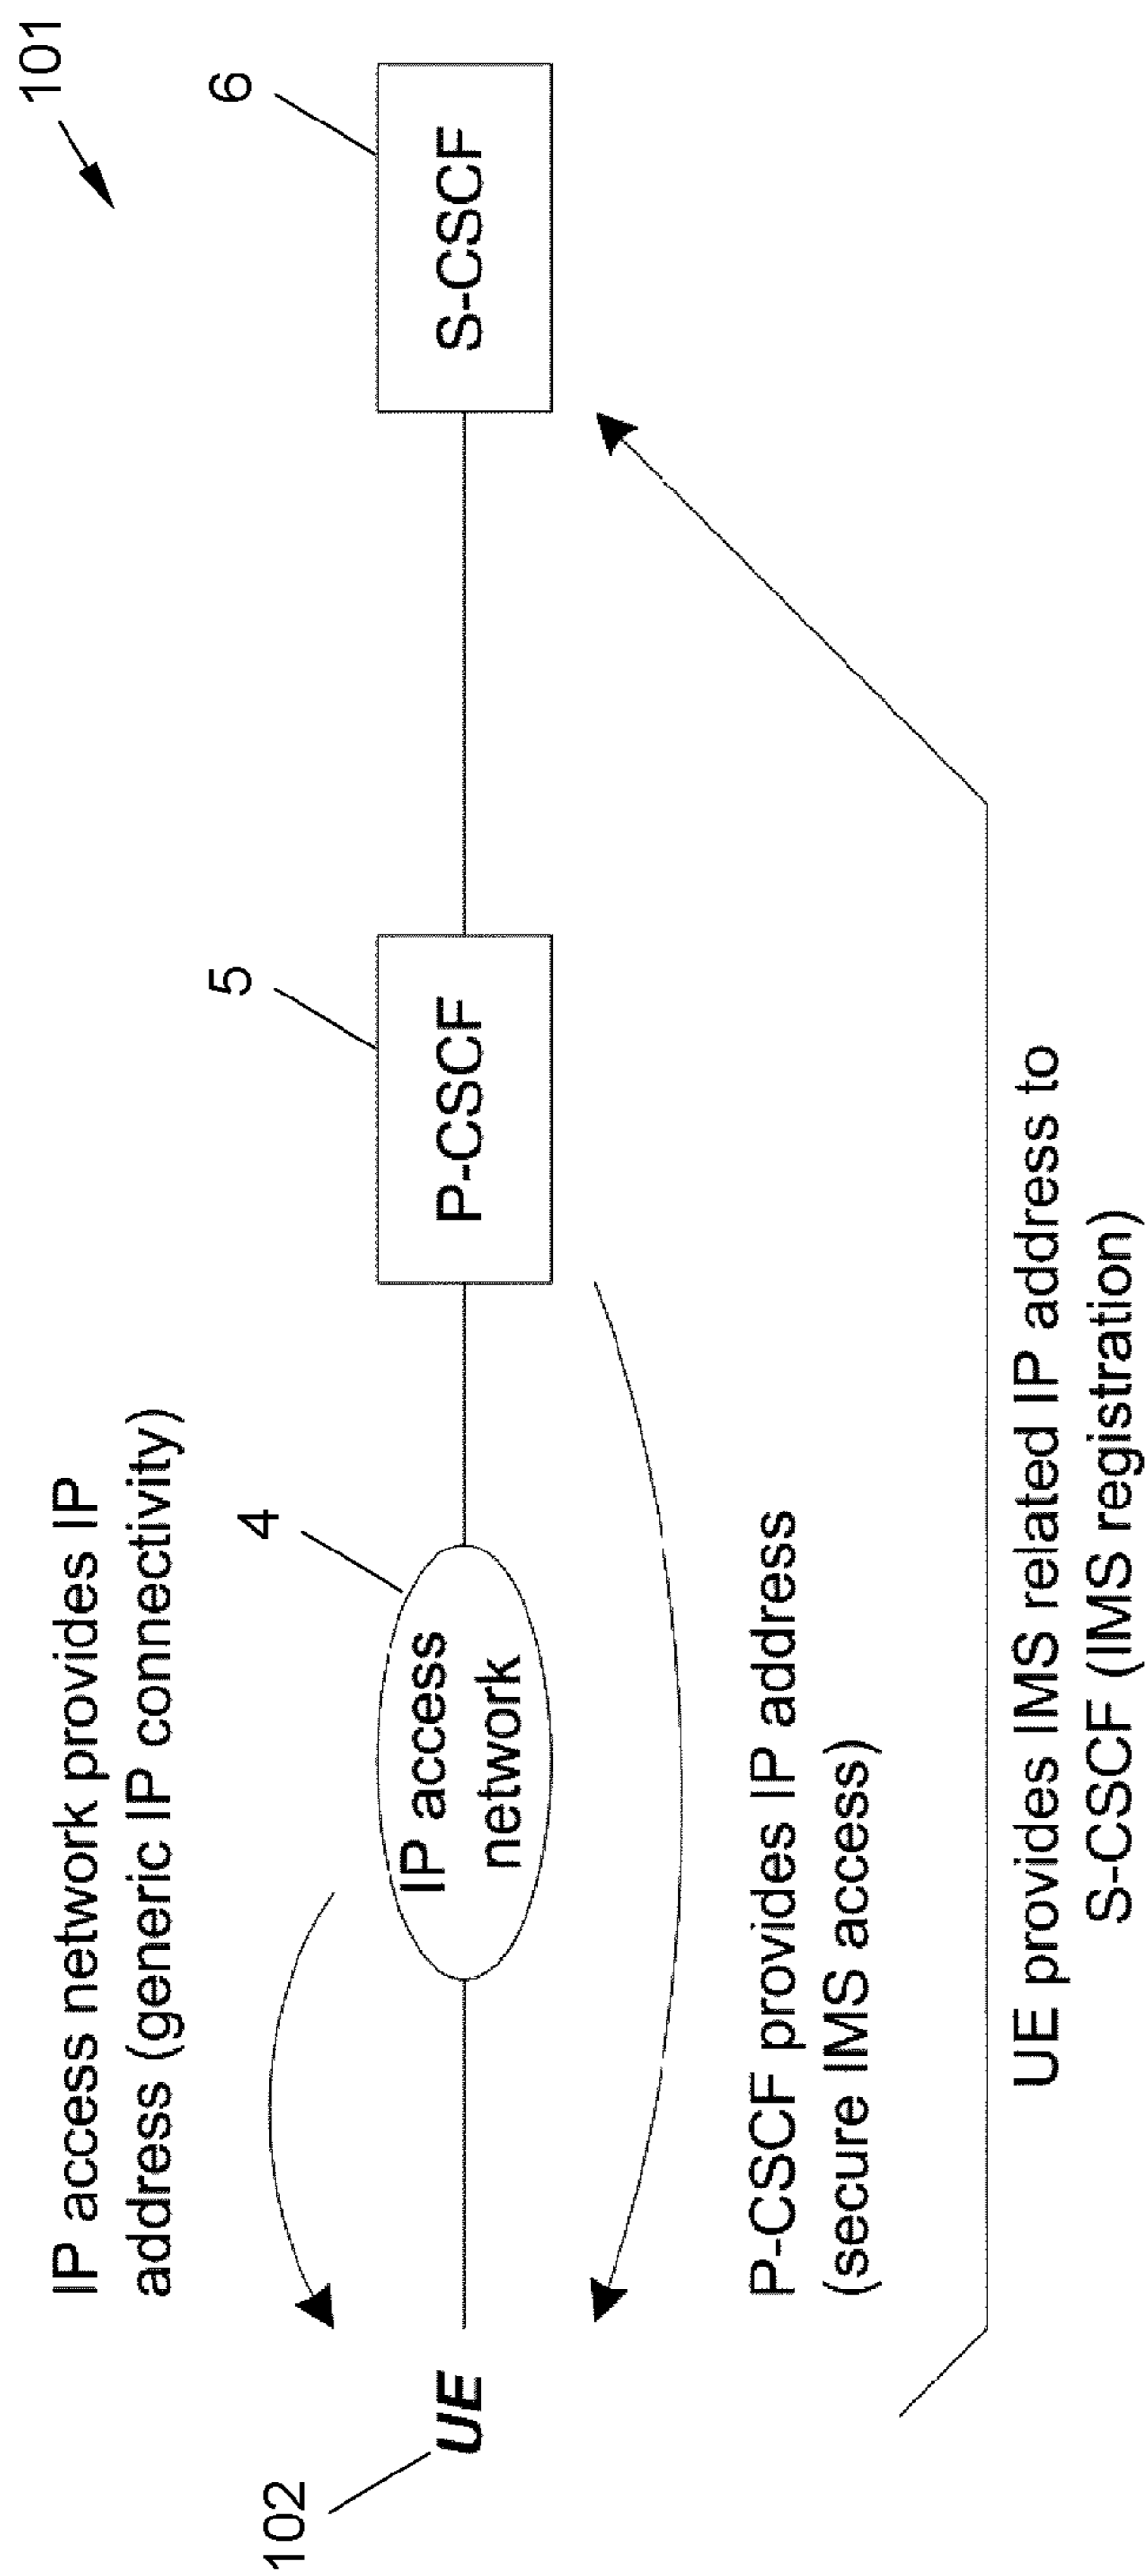 101
IP access network provides IP
address (generic IP connectivity)
4
5
6
102
UE
IP access
network
P-CSCF
S-CSCF
P-CSCF provides IP address
(secure IMS access)
UE provides IMS related IP address to
S-CSCF (IMS registration)